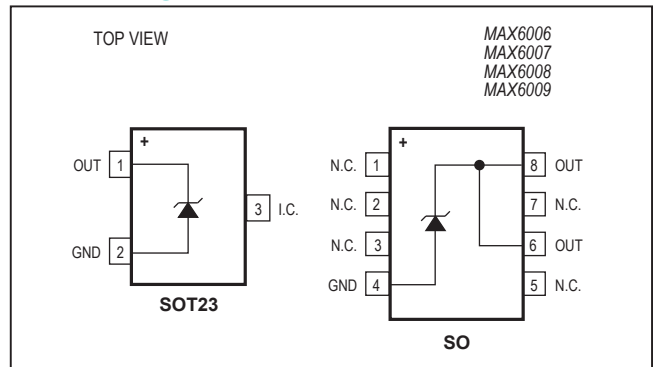 TOP VIEW
MAX6006
MAX6007
MAX6008
MAX6009
+
OUT 1
GND 2
3 I.C.
SOT23
+
N.C. 1
N.C. 2
N.C. 3
GND 4
8 OUT
7 N.C.
6 OUT
5 N.C.
SO